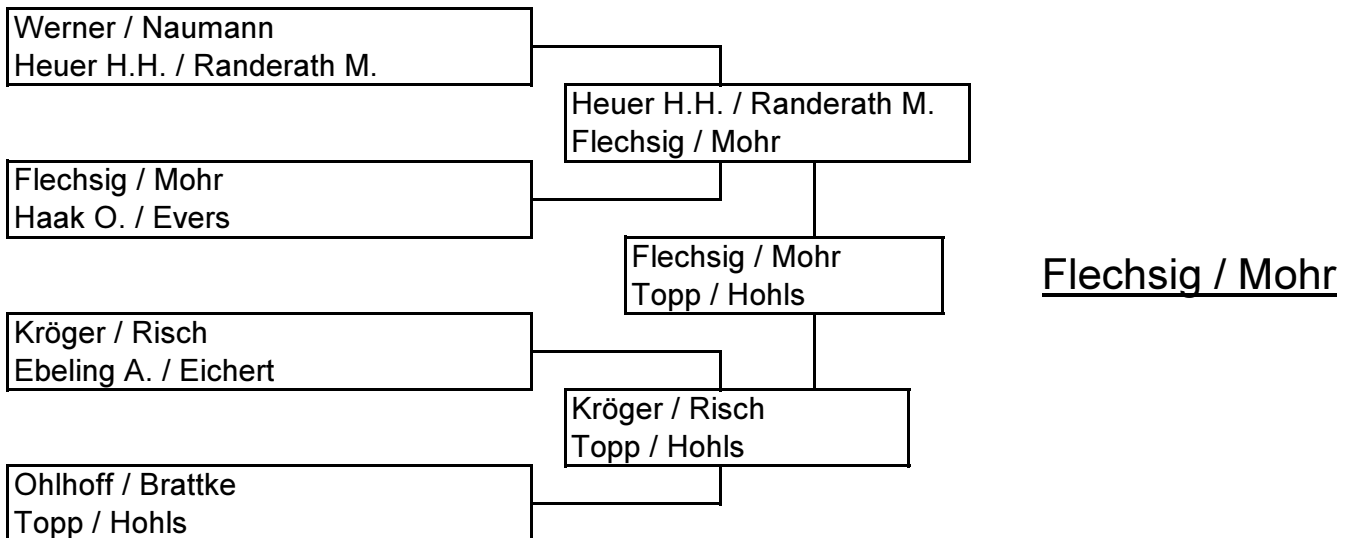 Werner / Naumann
Heuer H.H. / Randerath M.
Heuer H.H. / Randerath M.
Flechsig / Mohr
Flechsig / Mohr
Haak O. / Evers
Flechsig / Mohr
Topp / Hohls
Flechsig / Mohr
Kröger / Risch
Ebeling A. / Eichert
Kröger / Risch
Topp / Hohls
Ohlhoff / Brattke
Topp / Hohls